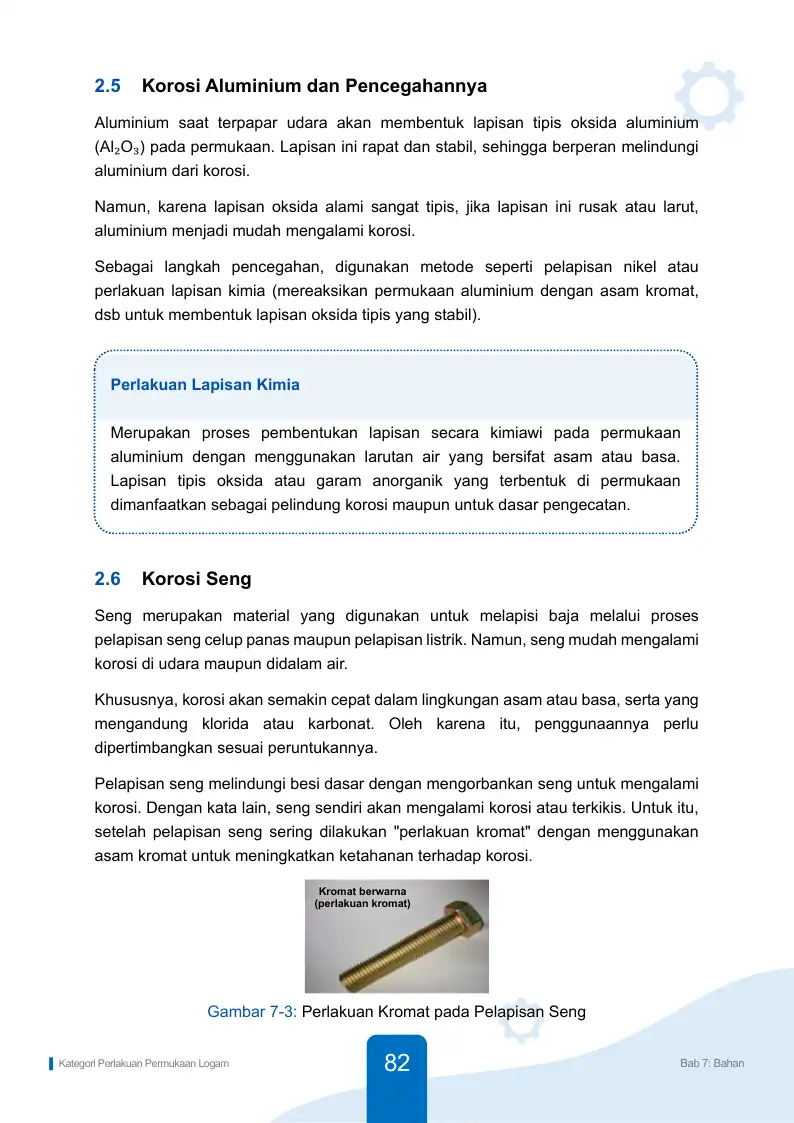 2.5 Korosi Aluminium dan Pencegahannya
Aluminium saat terpapar udara akan membentuk lapisan tipis oksida aluminium
(Al₂O₃) pada permukaan. Lapisan ini rapat dan stabil, sehingga berperan melindungi
aluminium dari korosi.
Namun, karena lapisan oksida alami sangat tipis, jika lapisan ini rusak atau larut,
aluminium menjadi mudah mengalami korosi.
Sebagai langkah pencegahan, digunakan metode seperti pelapisan nikel atau
perlakuan lapisan kimia (mereaksikan permukaan aluminium dengan asam kromat,
dsb untuk membentuk lapisan oksida tipis yang stabil).
Perlakuan Lapisan Kimia
Merupakan proses pembentukan lapisan secara kimiawi pada permukaan
aluminium dengan menggunakan larutan air yang bersifat asam atau basa.
Lapisan tipis oksida atau garam anorganik yang terbentuk di permukaan
dimanfaatkan sebagai pelindung korosi maupun untuk dasar pengecatan.
2.6 Korosi Seng
Seng merupakan material yang digunakan untuk melapisi baja melalui proses
pelapisan seng celup panas maupun pelapisan listrik. Namun, seng mudah mengalami
korosi di udara maupun didalam air.
Khususnya, korosi akan semakin cepat dalam lingkungan asam atau basa, serta yang
mengandung klorida atau karbonat. Oleh karena itu, penggunaannya perlu
dipertimbangkan sesuai peruntukannya.
Pelapisan seng melindungi besi dasar dengan mengorbankan seng untuk mengalami
korosi. Dengan kata lain, seng sendiri akan mengalami korosi atau terkikis. Untuk itu,
setelah pelapisan seng sering dilakukan "perlakuan kromat" dengan menggunakan
asam kromat untuk meningkatkan ketahanan terhadap korosi.
Kromat berwarna
(perlakuan kromat)
Gambar 7-3: Perlakuan Kromat pada Pelapisan Seng
Kategori Perlakuan Permukaan Logam
82
Bab 7: Bahan